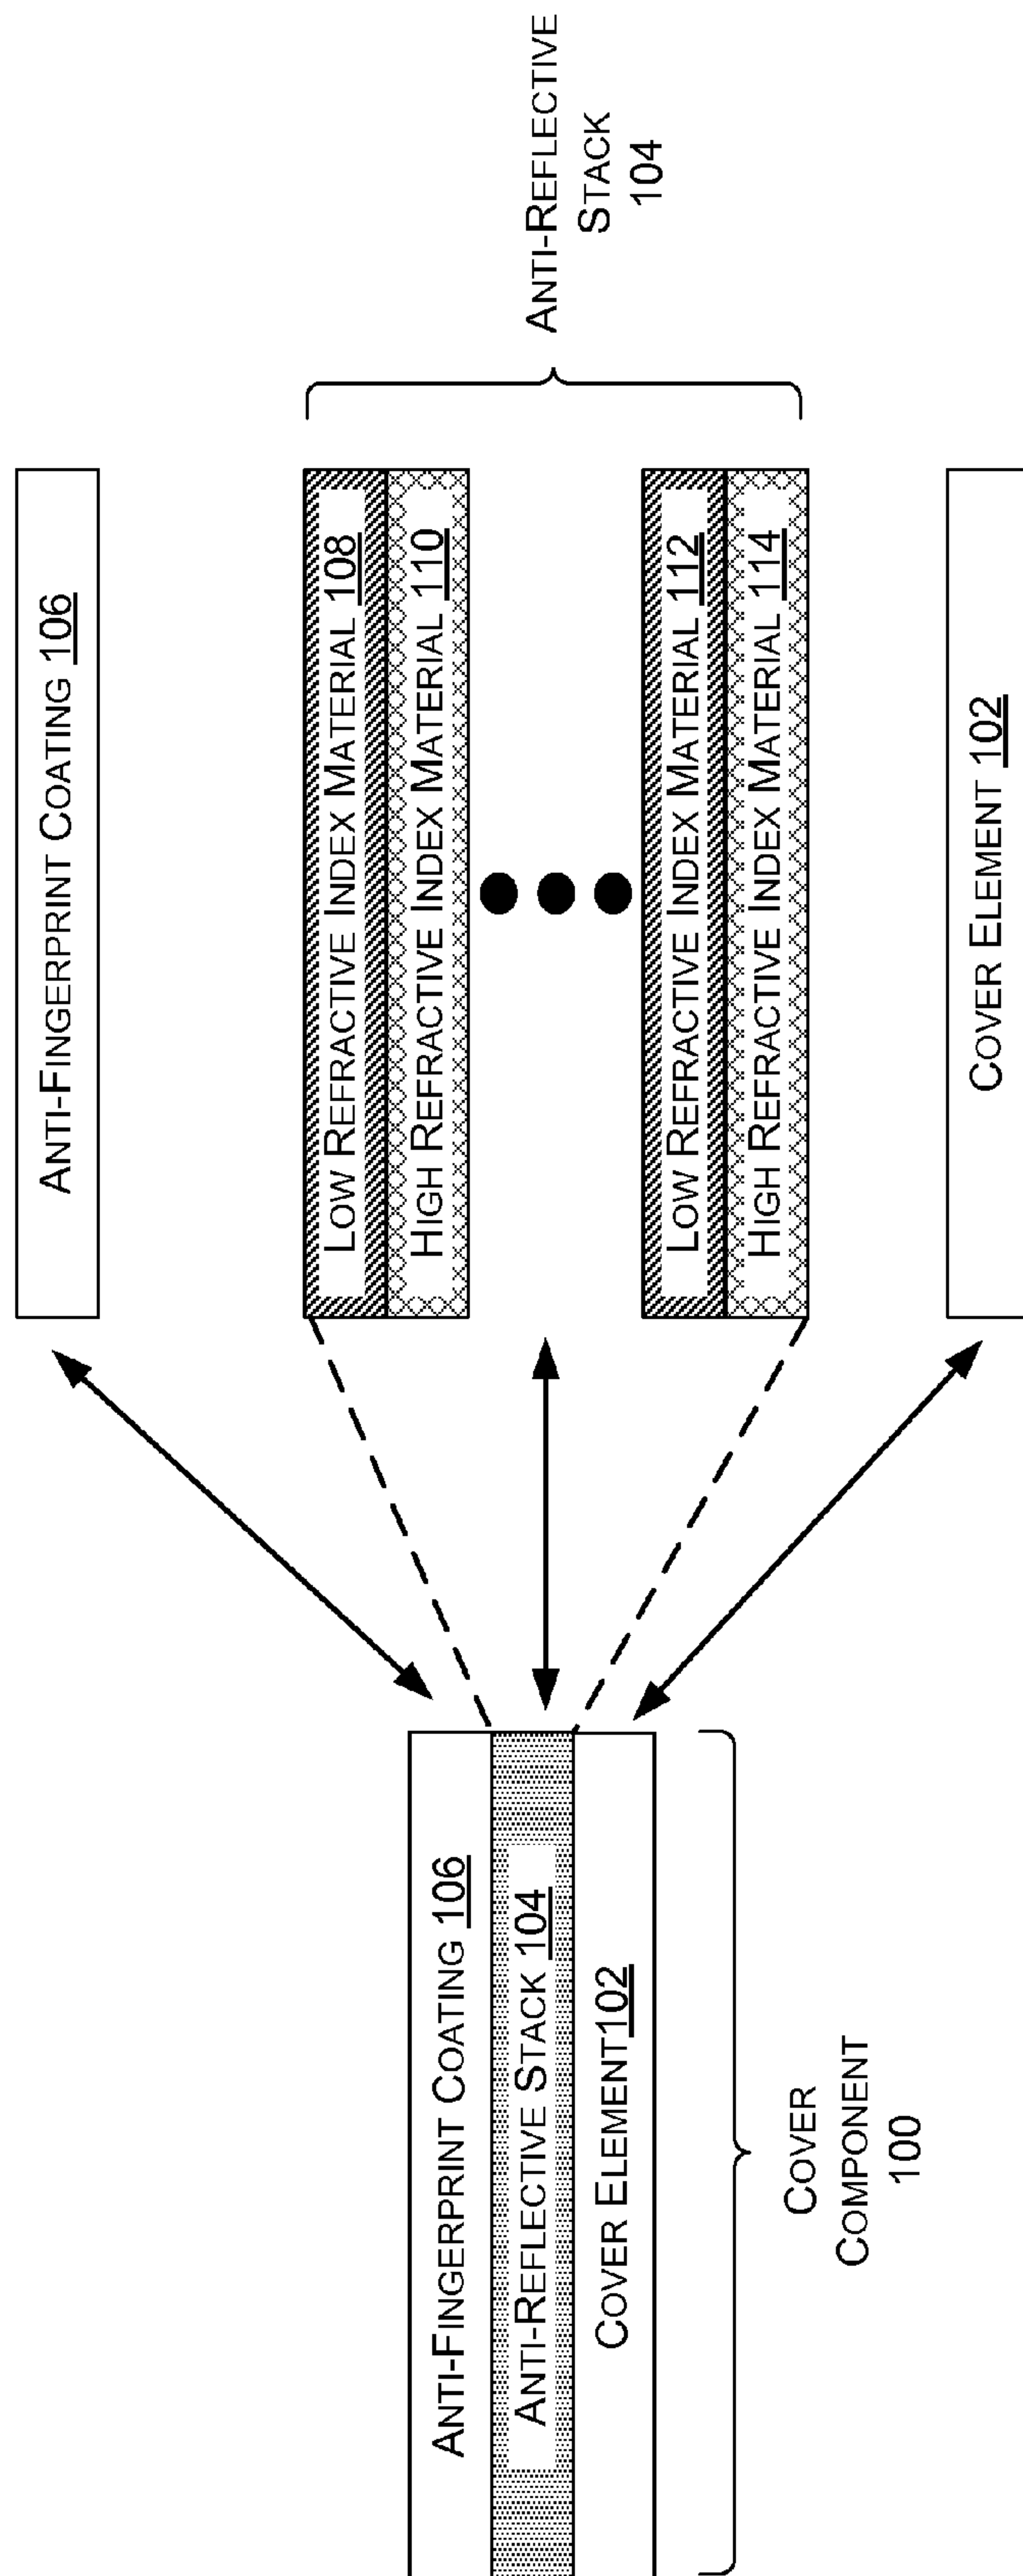 ANTI-FINGERPRINT COATING 106
ANTI-REFLECTIVE STACK 104
COVER ELEMENT102
COVER
COMPONENT
100
ANTI-FINGERPRINT COATING 106
LOW REFRACTIVE INDEX MATERIAL 108
HIGH REFRACTIVE INDEX MATERIAL 110
LOW REFRACTIVE INDEX MATERIAL 112
HIGH REFRACTIVE INDEX MATERIAL 114
COVER ELEMENT 102
ANTI-REFLECTIVE
STACK
104